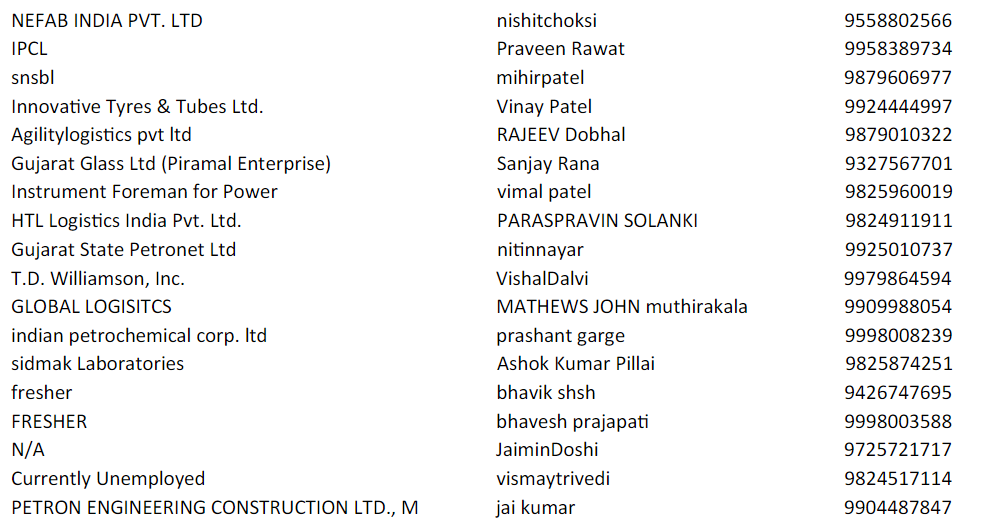 NEFAB INDIA PVT. LTD nishitchoksi 9558802566
IPCL Praveen Rawat 9958389734
snsbl mihirpatel 9879606977
Innovative Tyres & Tubes Ltd. Vinay Patel 9924444997
Agilitylogistics pvt ltd RAJEEV Dobhal 9879010322
Gujarat Glass Ltd (Piramal Enterprise) Sanjay Rana 9327567701
Instrument Foreman for Power vimal patel 9825960019
HTL Logistics India Pvt. Ltd. PARASPRAVIN SOLANKI 9824911911
Gujarat State Petronet Ltd nitinnayar 9925010737
T.D. Williamson, Inc. VishalDalvi 9979864594
GLOBAL LOGISITCS MATHEWS JOHN muthirakala 9909988054
indian petrochemical corp. ltd prashant garge 9998008239
sidmak Laboratories Ashok Kumar Pillai 9825874251
fresher bhavik shsh 9426747695
FRESHER bhavesh prajapati 9998003588
N/A JaiminDoshi 9725721717
Currently Unemployed vismaytrivedi 9824517114
PETRON ENGINEERING CONSTRUCTION LTD., M jai kumar 9904487847